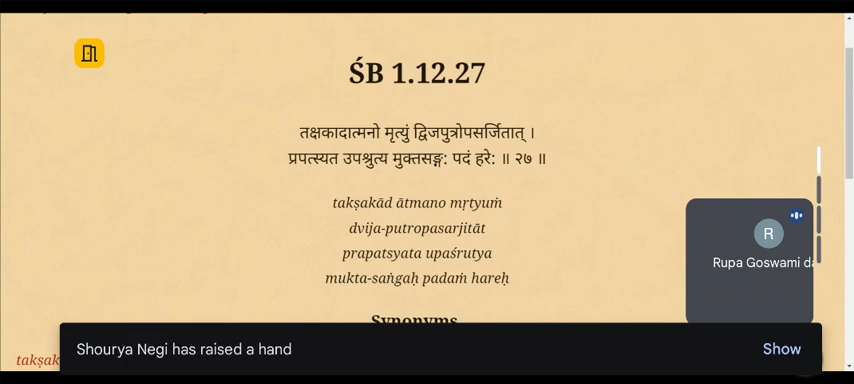 ŚB 1.12.27
तक्षकादात्मनो मृत्युं द्विजपुत्रोपसर्जितात् ।
प्रपत्स्यत उपश्रुत्य मुक्तसङ्ग: पदं हरे: ॥ २७ ॥
takṣakād ātmano mṛtyuṁ
dvija-putropasarjitāt
prapatsyata upaśrutya
mukta-saṅgaḥ padaṁ hareḥ
R
Rupa Goswami da
Synonyms
Shourya Negi has raised a hand
Show
takṣak